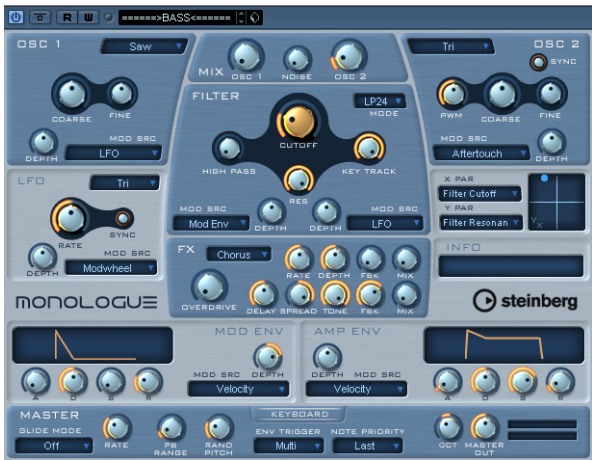 R W ======>BASS<======
OSC 1 Saw
COARSE FINE
DEPTH MOD SRC LFO
MIX OSC 1 NOISE OSC 2
Tri OSC 2
SYNC
PWM COARSE FINE
MOD SRC Aftertouch DEPTH
FILTER LP24 MODE
CUTOFF
HIGH PASS KEY TRACK
RES
MOD SRC Mod Env DEPTH DEPTH MOD SRC LFO
LFO Tri
RATE SYNC
MOD SRC
DEPTH Modwheel
X PAR
Filter Cutoff
Y PAR
Filter Resonan
Y X
INFO
FX Chorus RATE DEPTH FBK MIX
OVERDRIVE DELAY SPREAD TONE FBK MIX
MONOLOGUE
steinberg
MOD ENV
MOD SRC DEPTH
Velocity
A D S R
AMP ENV
DEPTH MOD SRC
Velocity
A D S R
MASTER
KEYBOARD
GLIDE MODE
Off
RATE
PB RANGE
RAND PITCH
ENV TRIGGER
Multi
NOTE PRIORITY
Last
OCT
MASTER OUT